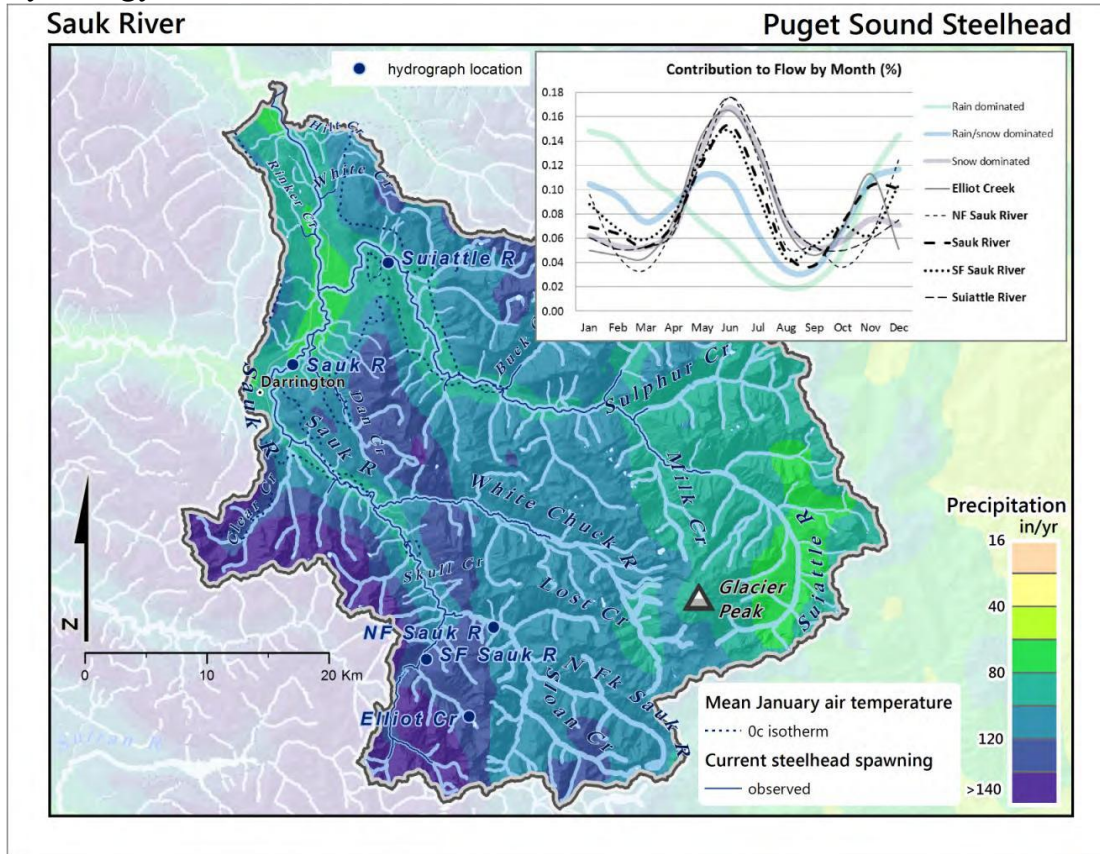 Sauk River
Puget Sound Steelhead
hydrograph location
Contribution to Flow by Month (%)
0.18
0.16
0.14
0.12
0.10
0.08
0.06
0.04
0.02
0.00
Jan Feb Mar Apr May Jun Jul Aug Sep Oct Nov Dec
Rain dominated
Rain/snow dominated
Snow dominated
Elliot Creek
NF Sauk River
Sauk River
SF Sauk River
Suiattle River
Hilt Cr
Rinker Cr
White Cr
Suiattle R
Buck
Sulphur Cr
Sauk R
Darrington
Sauk R
Dan Cr
Sauk R
Clear Cr
White Chuck R
Milk Cr
Suiattle R
Skull Cr
Lost Cr
Glacier
Peak
NF Sauk R
SF Sauk R
N Fk Sauk R
Sloan Cr
Elliot Cr
N
0 10 20 Km
Precipitation
in/yr
16
40
80
120
>140
Mean January air temperature
0c isotherm
Current steelhead spawning
observed